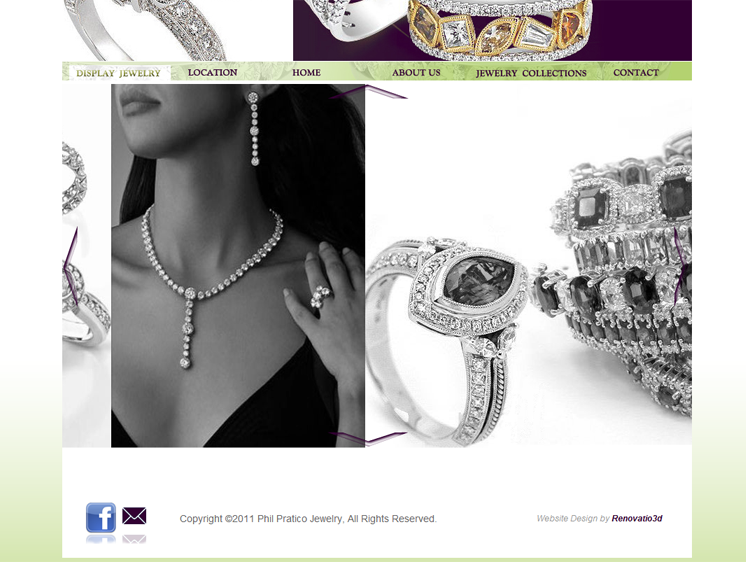 DISPLAY JEWELRY LOCATION HOME ABOUT US JEWELRY COLLECTIONS CONTACT
f
Copyright ©2011 Phil Pratico Jewelry, All Rights Reserved.
Website Design by Renovatio3d